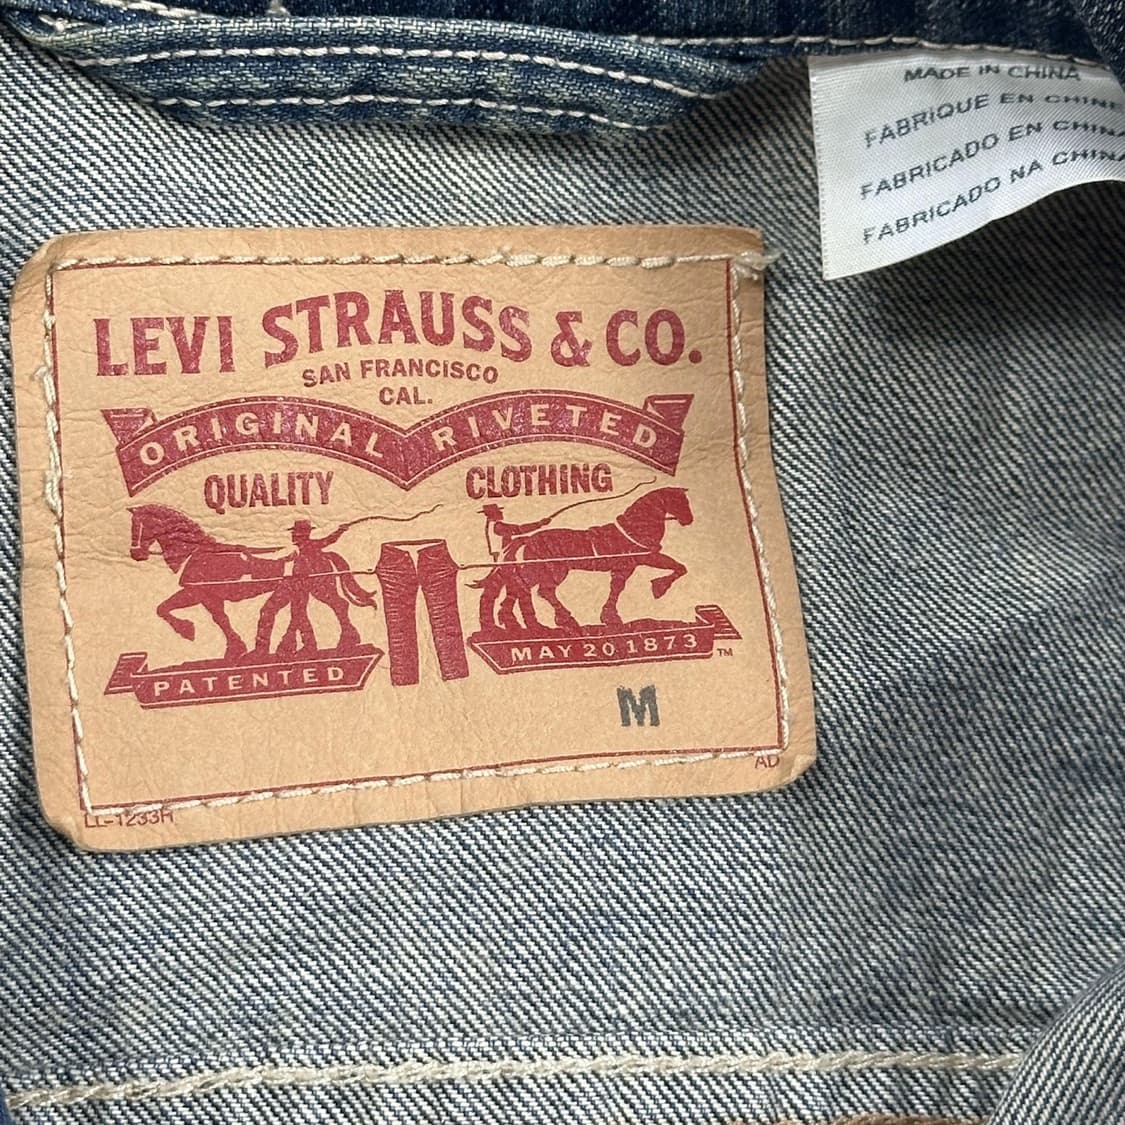 MADE IN CHINA
FABRIQUE EN CHINE
FABRICADO EN CHINA
FABRICADO NA CHINA
LEVI STRAUSS & CO.
SAN FRANCISCO
CAL.
ORIGINAL RIVETED
QUALITY CLOTHING
PATENTED MAY 20 1873 ™
M
AD
LL-1233H